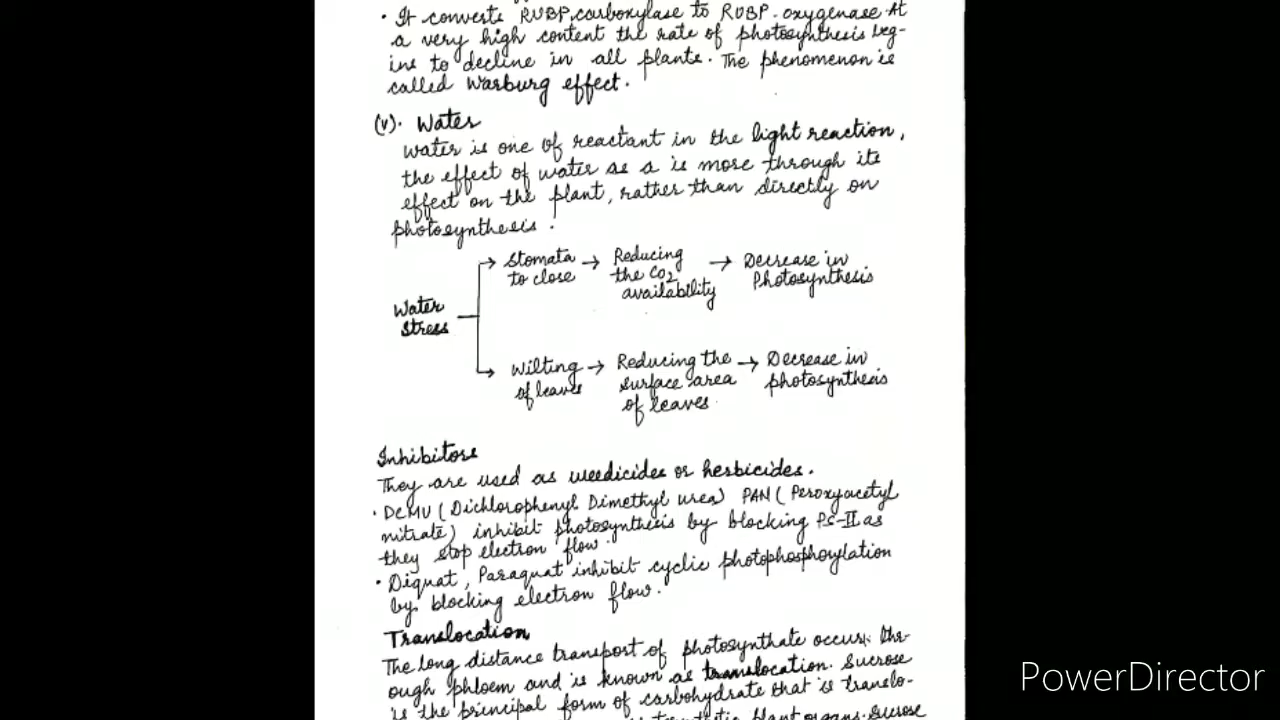 • It converts RUBP carboxylase to RUBP-oxygenase. At
a very high content the rate of photosynthesis beg-
ins to decline in all plants. The phenomenon is
called Warburg effect.
(V). Water
Water is one of reactant in the light reaction,
the effect of water as a is more through its
effect on the plant, rather than directly on
photosynthesis.
Stomata → Reducing → Decrease in
to close the CO2 Photosynthesis
availability
Water
Stress
Wilting → Reducing the → Decrease in
of leaves surface area photosynthesis
of leaves
Inhibitors
They are used as weedicides or herbicides.
• DCMU (Dichlorophenyl Dimethyl urea) PAN (Peroxyacetyl
nitrate) inhibit photosynthesis by blocking PS-II as
they stop electron flow.
• Diquat, Paraquat inhibit cyclic photophosphorylation
by blocking electron flow.
Translocation
The long distance transport of photosynthate occurs thr-
ough phloem and is known as translocation. Sucrose
is the principal form of carbohydrate that is translo-
plant organs. Sucrose
PowerDirector